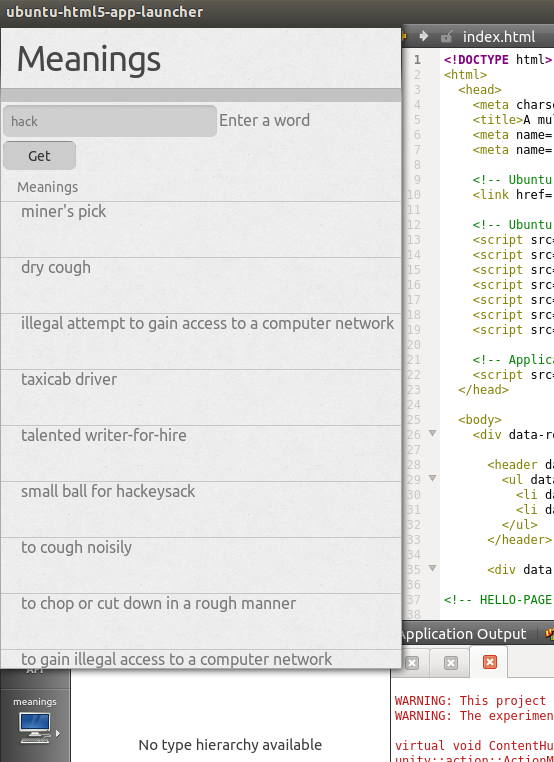 ubuntu-html5-app-launcher
Meanings
hack
Enter a word
Get
Meanings
miner's pick
dry cough
illegal attempt to gain access to a computer network
taxicab driver
talented writer-for-hire
small ball for hackeysack
to cough noisily
to chop or cut down in a rough manner
to gain illegal access to a computer network
index.html
1 <!DOCTYPE html>
2 <html>
3 <head>
4 <meta chars
5 <title>A mul
6 <meta name=
7 <meta name=
8
9 <!-- Ubuntu
10 <link href=
11
12 <!-- Ubuntu
13 <script src=
14 <script src=
15 <script src=
16 <script src=
17 <script src=
18 <script src=
19 <script src=
20
21 <!-- Applica
22 <script src=
23 </head>
24
25 <body>
26 <div data-ro
27
28 <header da
29 <ul data
30 <li da
31 <li da
32 </ul>
33 </header>
34
35 <div data
36
37 <!-- HELLO-PAGE
38
Application Output
meanings
No type hierarchy available
WARNING: This project
WARNING: The experimen
virtual void ContentHu
unity::action::ActionM